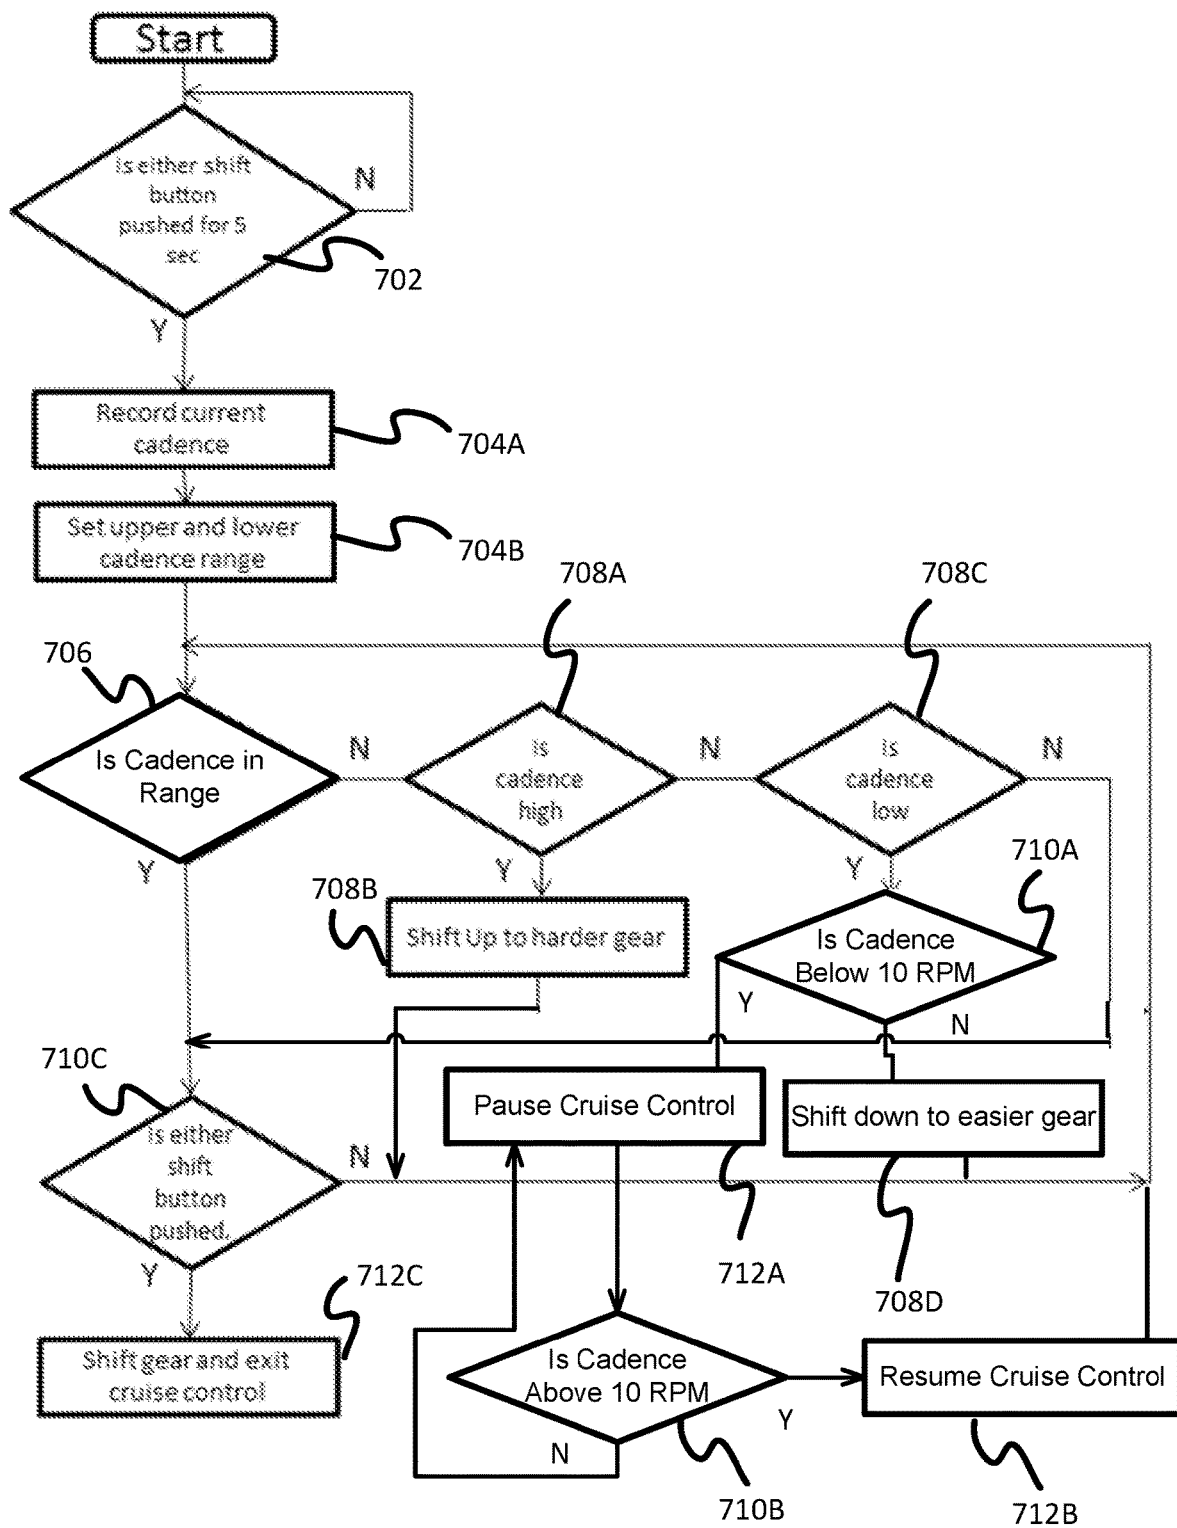 Start
Is either shift
button
pushed for 5
sec
N
702
Y
Record current
cadence
704A
Set upper and lower
cadence range
704B
708A
708C
706
Is Cadence in
Range
N
Is
cadence
high
N
Is
cadence
low
N
Y
Y
Y
710A
708B
Shift Up to harder gear
Is Cadence
Below 10 RPM
Y
N
710C
Pause Cruise Control
Shift down to easier gear
Is either
shift
button
pushed.
N
Y
712C
712A
708D
Shift gear and exit
cruise control
Is Cadence
Above 10 RPM
Resume Cruise Control
Y
N
710B
712B